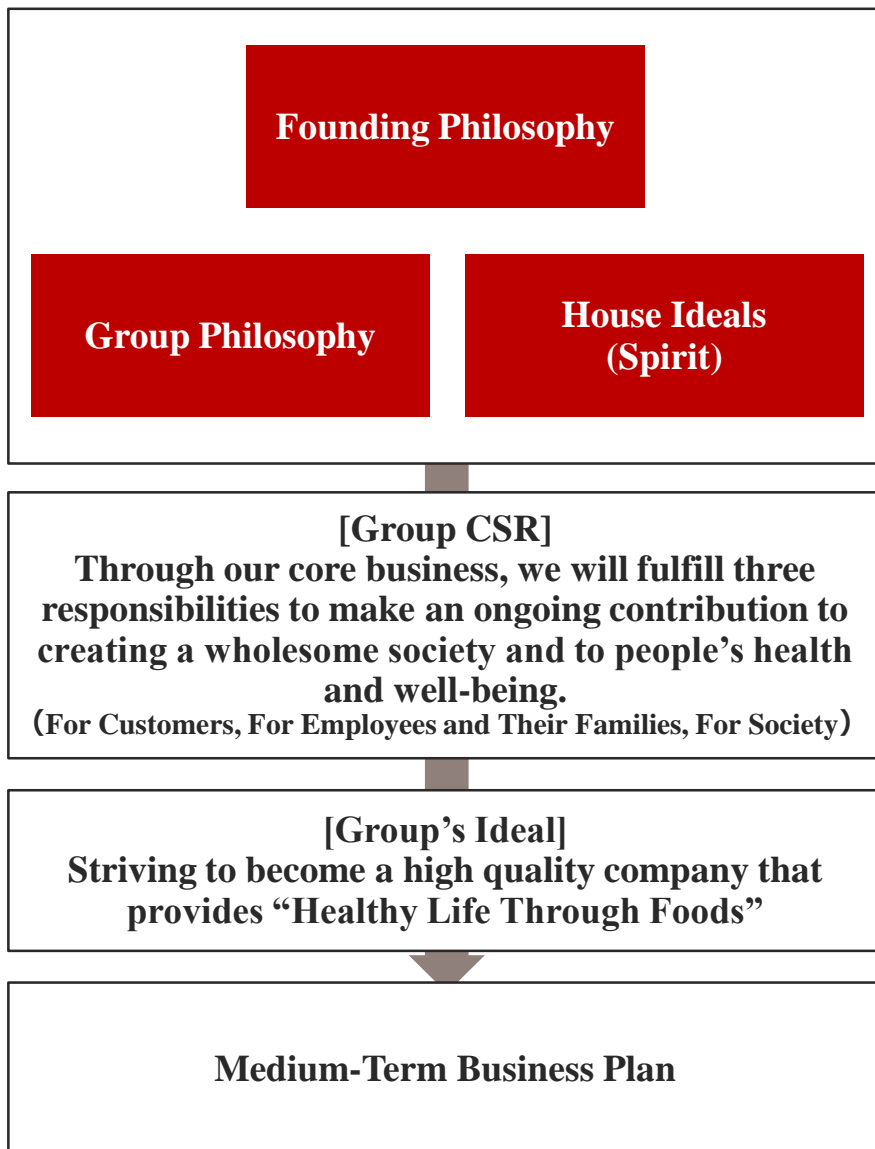 Founding Philosophy
Group Philosophy
House Ideals
(Spirit)
[Group CSR]
Through our core business, we will fulfill three
responsibilities to make an ongoing contribution to
creating a wholesome society and to people’s health
and well-being.
（For Customers, For Employees and Their Families, For Society）
[Group’s Ideal]
Striving to become a high quality company that
provides “Healthy Life Through Foods”
Medium-Term Business Plan